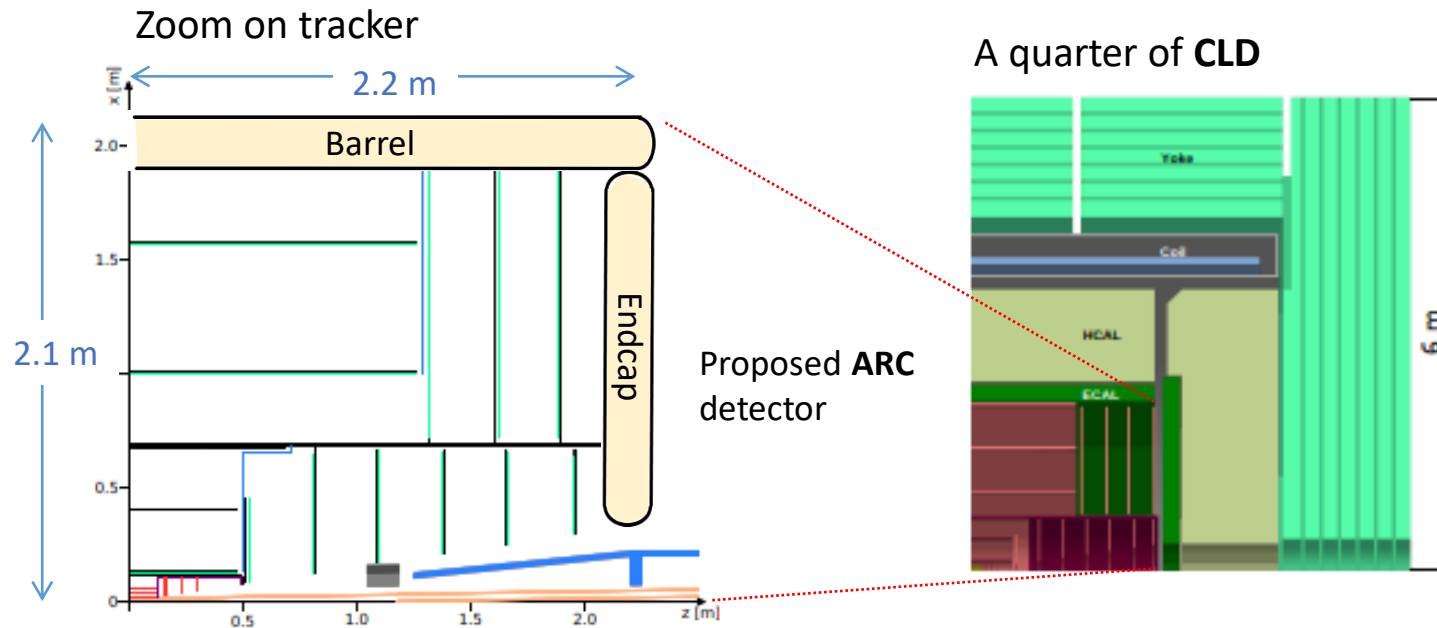 Zoom on tracker
2.2 m
x [m]
Barrel
2.0
1.5
2.1 m
Endcap
0.5
0
0.5
1.0
1.5
2.0
z [m]
Proposed ARC
detector
A quarter of CLD
Yoke
Coil
HCAL
ECAL
6 m